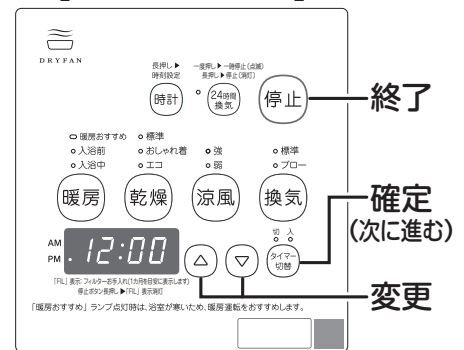 DRYFAN
長押し▶
時刻設定
一度押し▶一時停止(点滅)
長押し▶停止(消灯)
時計
24時間
換気
停止
終了
暖房おすすめ
入浴前
入浴中
標準
おしゃれ着
エコ
強
弱
標準
ブロー
暖房
乾燥
涼風
換気
確定
(次に進む)
AM
PM
12:00
切 入
タイマー
切替
変更
「FIL」表示:フィルターお手入れ(1カ月を目安に表示します)
停止ボタン長押し▶「FIL」表示消灯
「暖房おすすめ」ランプ点灯時は、浴室が寒いため、暖房運転をおすすめします。